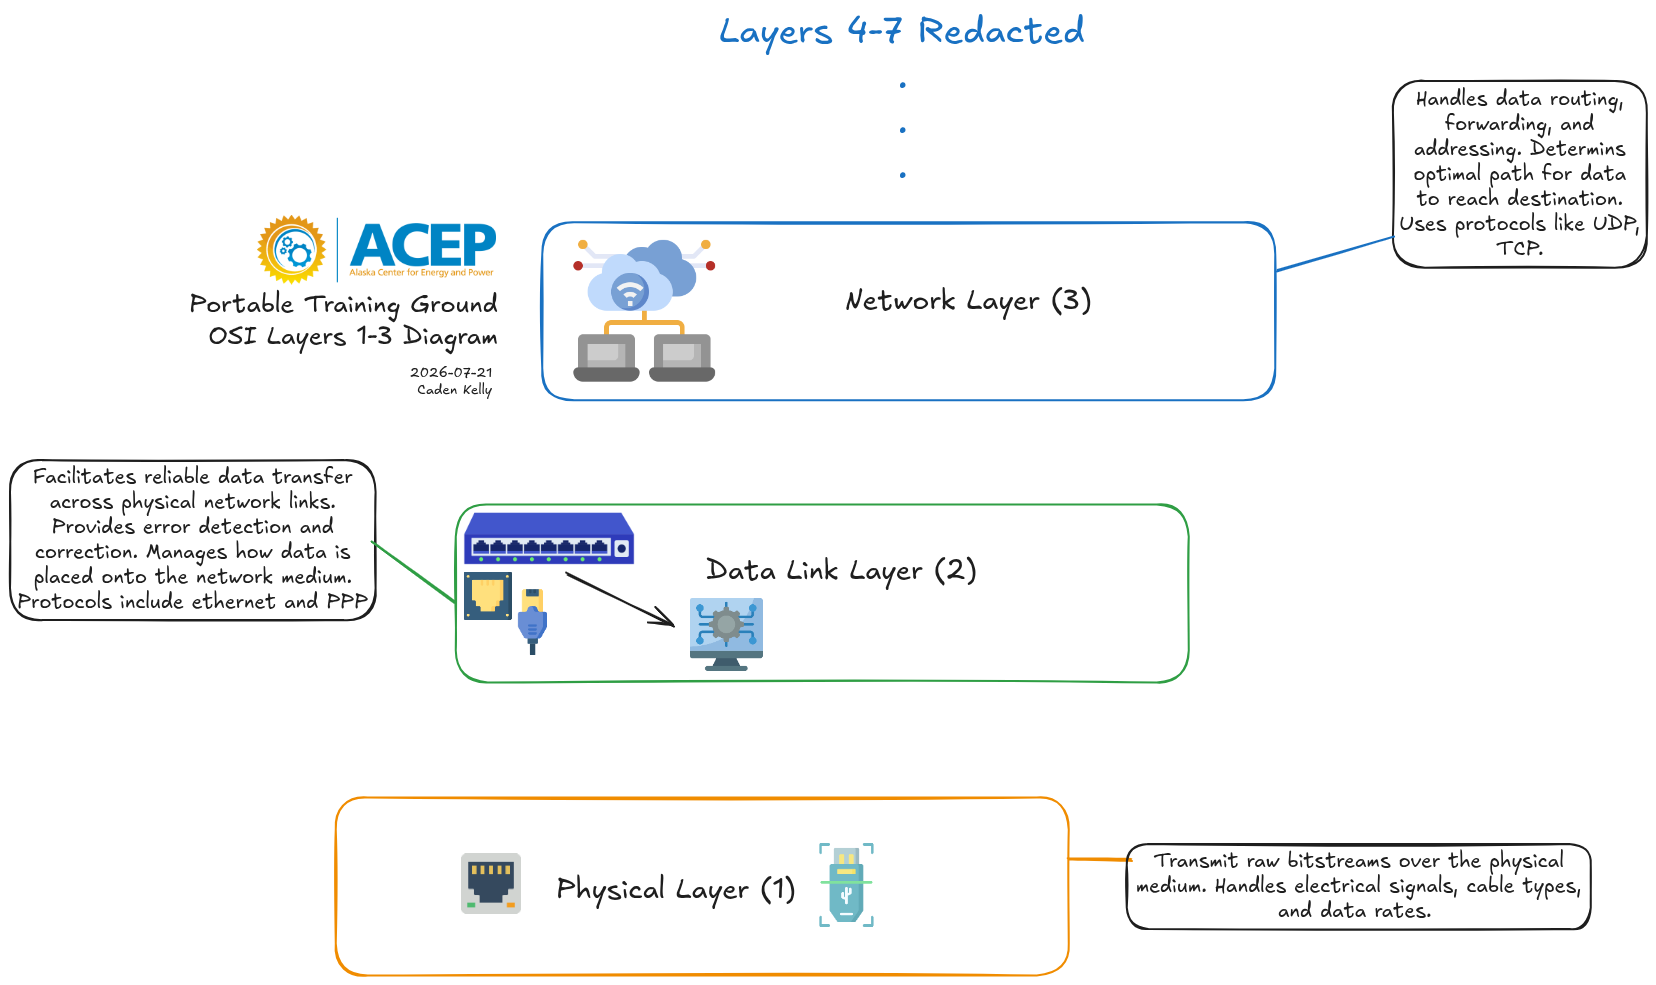 Layers 4-7 Redacted
Handles data routing,
forwarding, and
addressing. Determins
optimal path for data
to reach destination.
Uses protocols like UDP,
TCP.
ACEP
Alaska Center for Energy and Power
Portable Training Ground
OSI Layers 1-3 Diagram
2026-07-21
Caden Kelly
Network Layer (3)
Facilitates reliable data transfer
across physical network links.
Provides error detection and
correction. Manages how data is
placed onto the network medium.
Protocols include ethernet and PPP
Data Link Layer (2)
Physical Layer (1)
Transmit raw bitstreams over the physical
medium. Handles electrical signals, cable types,
and data rates.